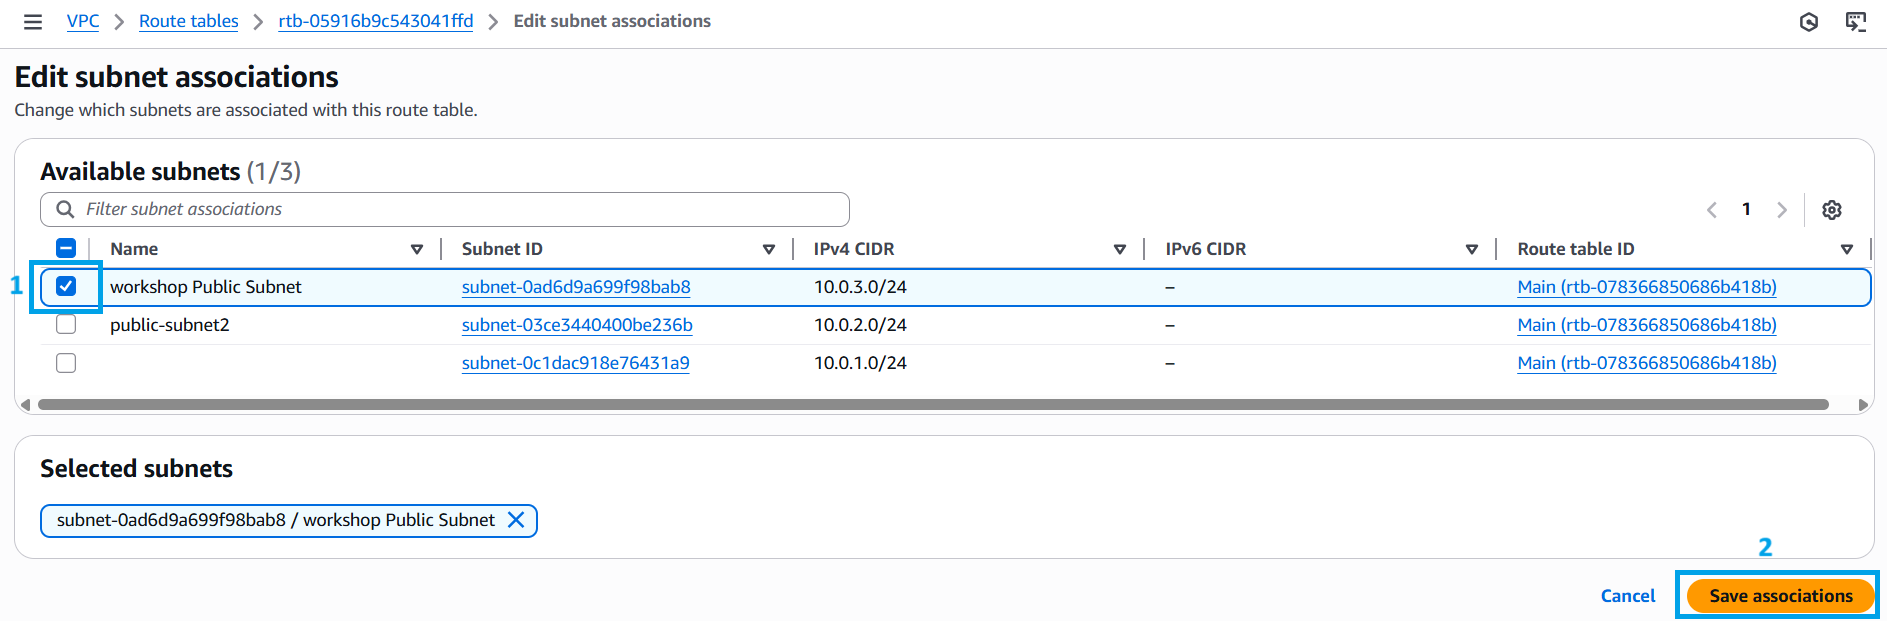 VPC > Route tables > rtb-05916b9c543041ffd > Edit subnet associations
Edit subnet associations
Change which subnets are associated with this route table.
Available subnets (1/3)
Filter subnet associations
1
Name Subnet ID IPv4 CIDR IPv6 CIDR Route table ID
1 workshop Public Subnet subnet-0ad6d9a699f98bab8 10.0.3.0/24 – Main (rtb-078366850686b418b)
public-subnet2 subnet-03ce3440400be236b 10.0.2.0/24 – Main (rtb-078366850686b418b)
subnet-0c1dac918e76431a9 10.0.1.0/24 – Main (rtb-078366850686b418b)
Selected subnets
subnet-0ad6d9a699f98bab8 / workshop Public Subnet
2
Cancel Save associations